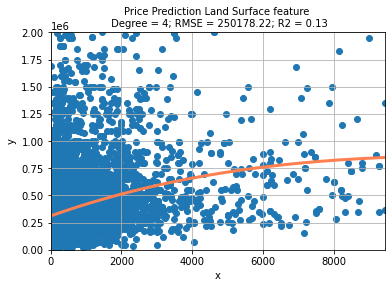 Price Prediction Land Surface feature
Degree = 4; RMSE = 250178.22; R2 = 0.13
1e6
2.00
1.75
1.50
1.25
1.00
0.75
0.50
0.25
0.00
y
0 2000 4000 6000 8000
x